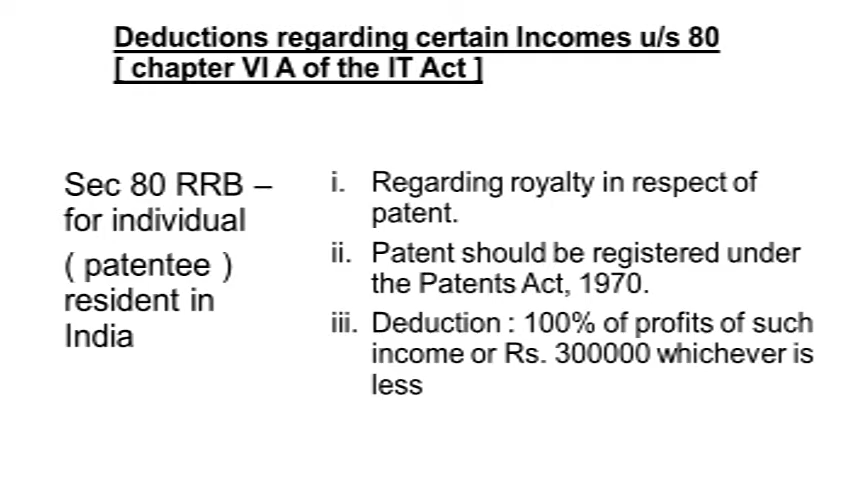 Deductions regarding certain Incomes u/s 80
[ chapter VI A of the IT Act ]
Sec 80 RRB –
for individual
( patentee )
resident in
India
i. Regarding royalty in respect of
patent.
ii. Patent should be registered under
the Patents Act, 1970.
iii. Deduction : 100% of profits of such
income or Rs. 300000 whichever is
less